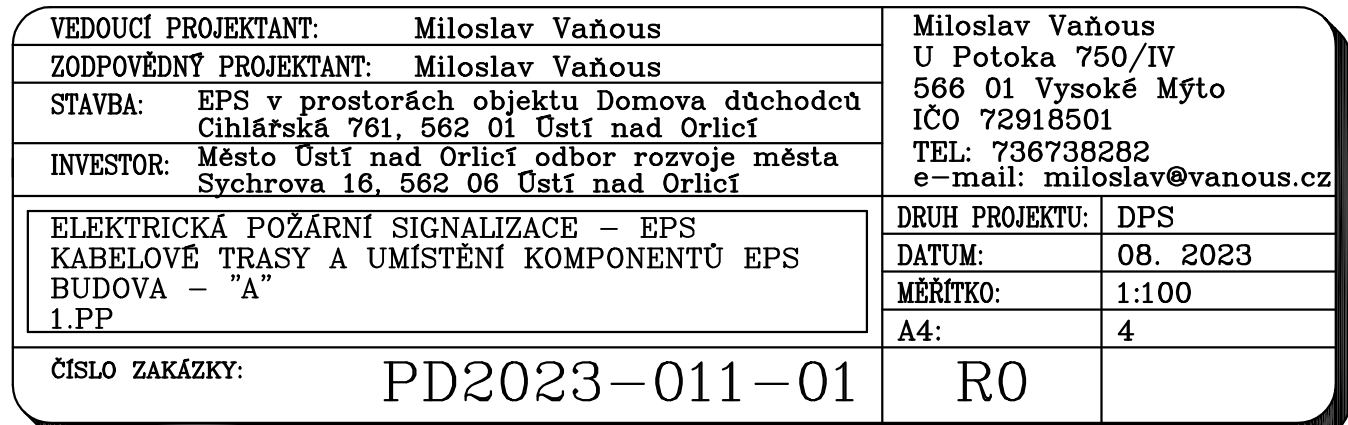 VEDOUCÍ PROJEKTANT: Miloslav Vaňous
ZODPOVĚDNÝ PROJEKTANT: Miloslav Vaňous
STAVBA: EPS v prostorách objektu Domova důchodců
Cihlářská 761, 562 01 Ústí nad Orlicí
INVESTOR: Město Ústí nad Orlicí odbor rozvoje města
Sychrova 16, 562 06 Ústí nad Orlicí
Miloslav Vaňous
U Potoka 750/IV
566 01 Vysoké Mýto
IČO 72918501
TEL: 736738282
e-mail: miloslav@vanous.cz
ELEKTRICKÁ POŽÁRNÍ SIGNALIZACE - EPS
KABELOVÉ TRASY A UMÍSTĚNÍ KOMPONENTŮ EPS
BUDOVA - "A"
1.PP
DRUH PROJEKTU: DPS
DATUM: 08. 2023
MĚŘÍTKO: 1:100
A4: 4
ČÍSLO ZAKÁZKY: PD2023-011-01 R0